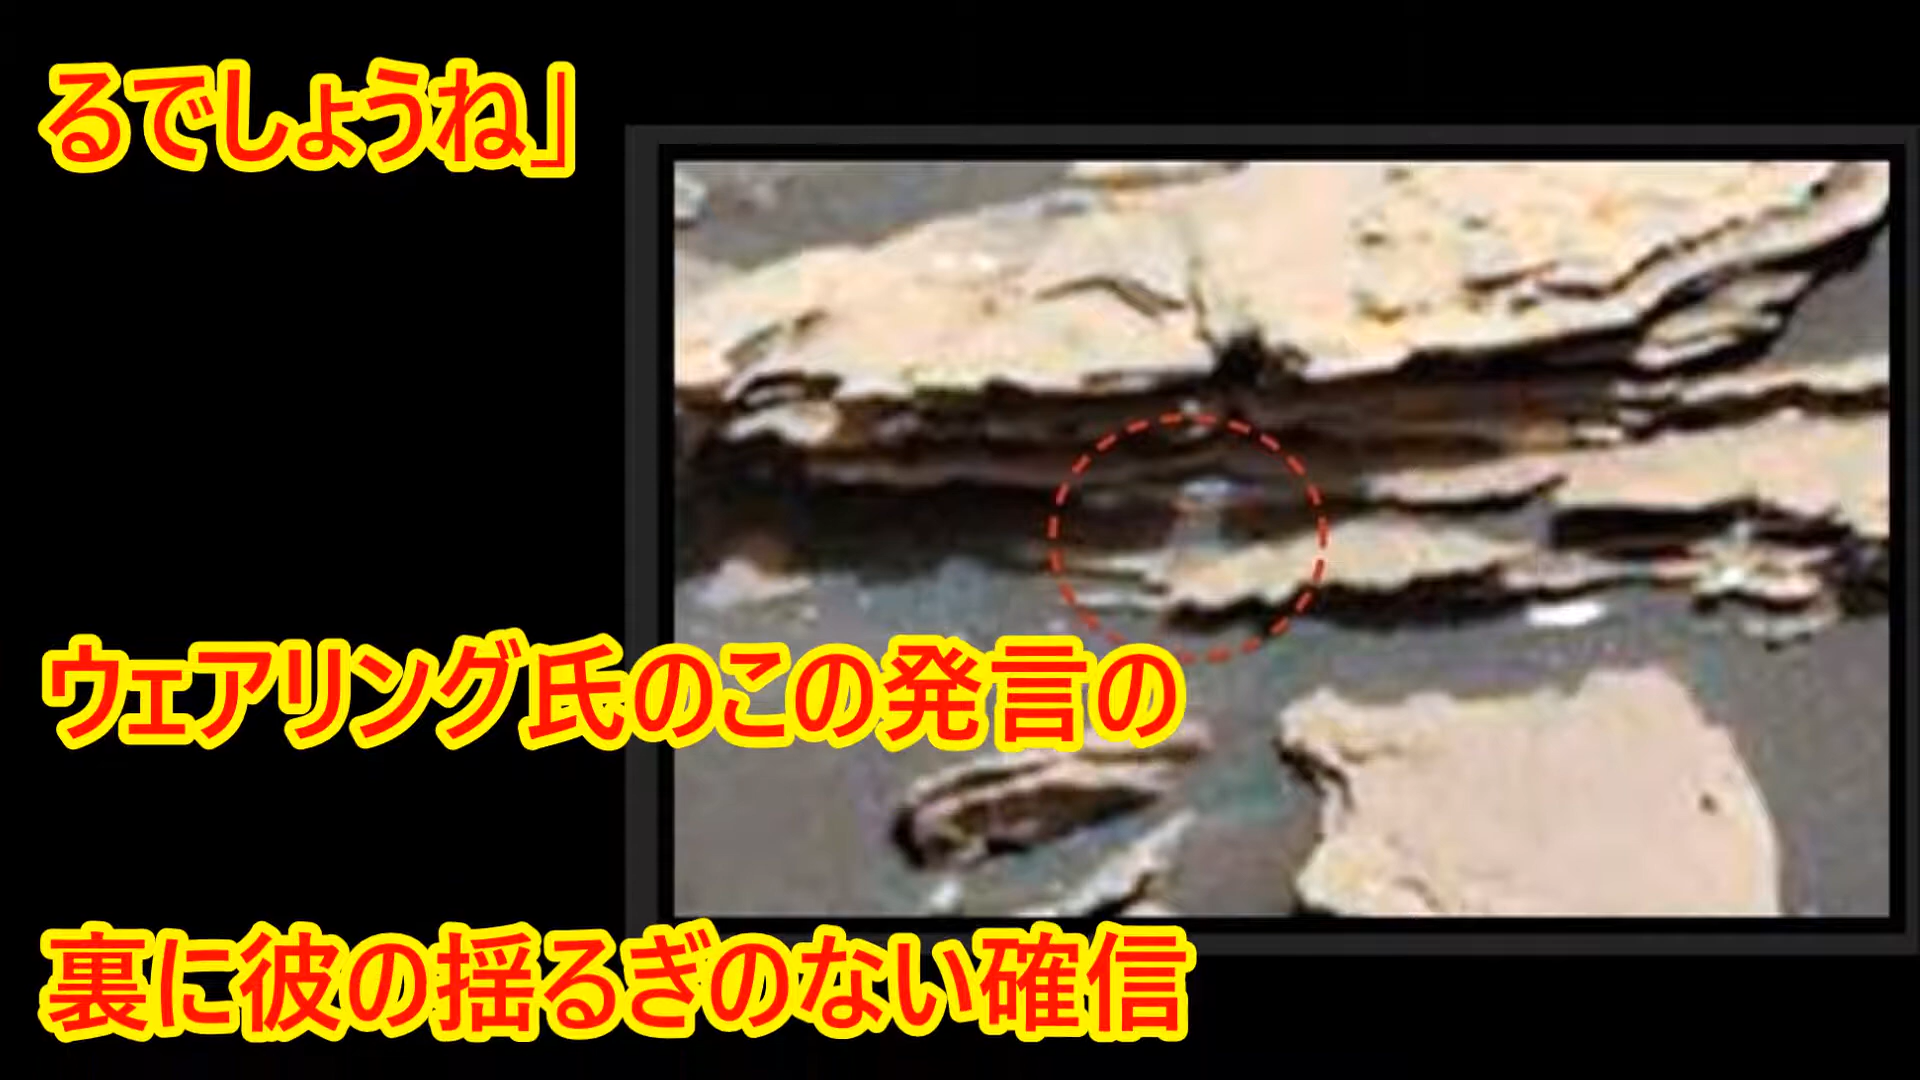 るでしょうね」
ウェアリング氏のこの発言の
裏に彼の揺るぎのない確信